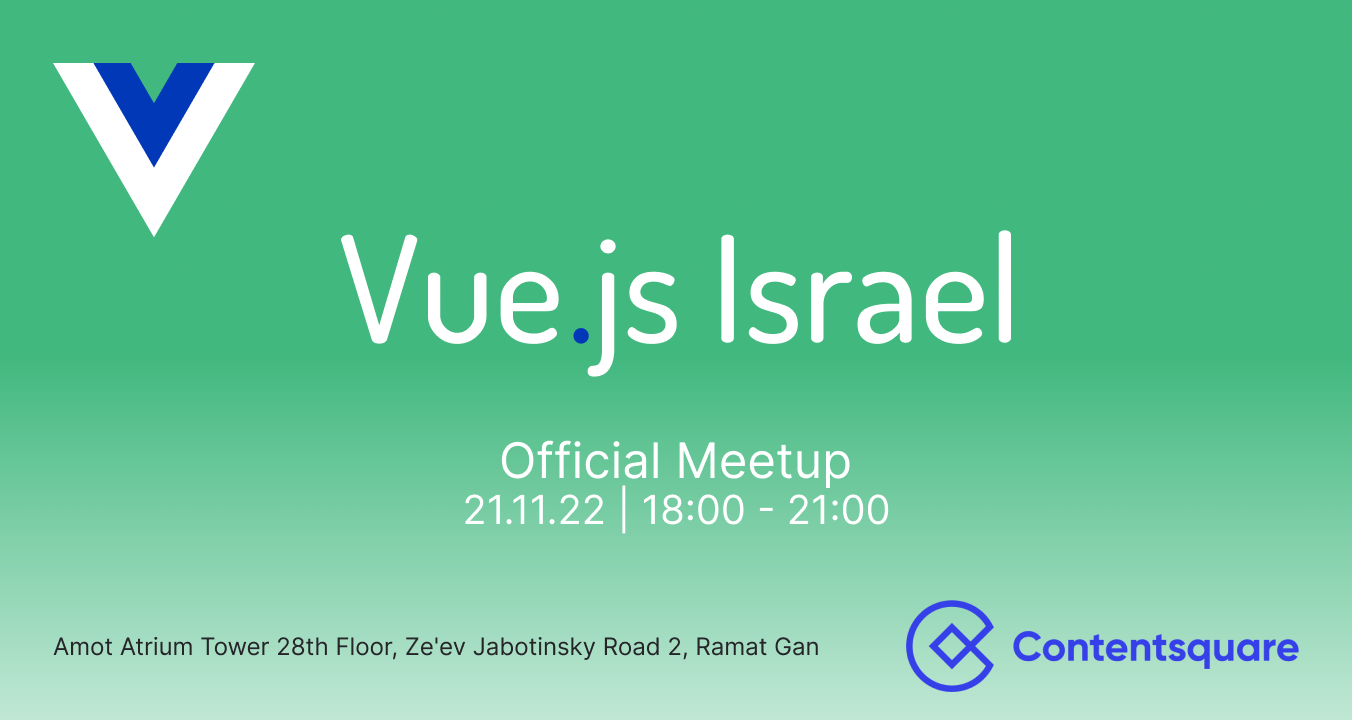 Vue.js Israel
Official Meetup
21.11.22 | 18:00 - 21:00
Amot Atrium Tower 28th Floor, Ze'ev Jabotinsky Road 2, Ramat Gan
Contentsquare